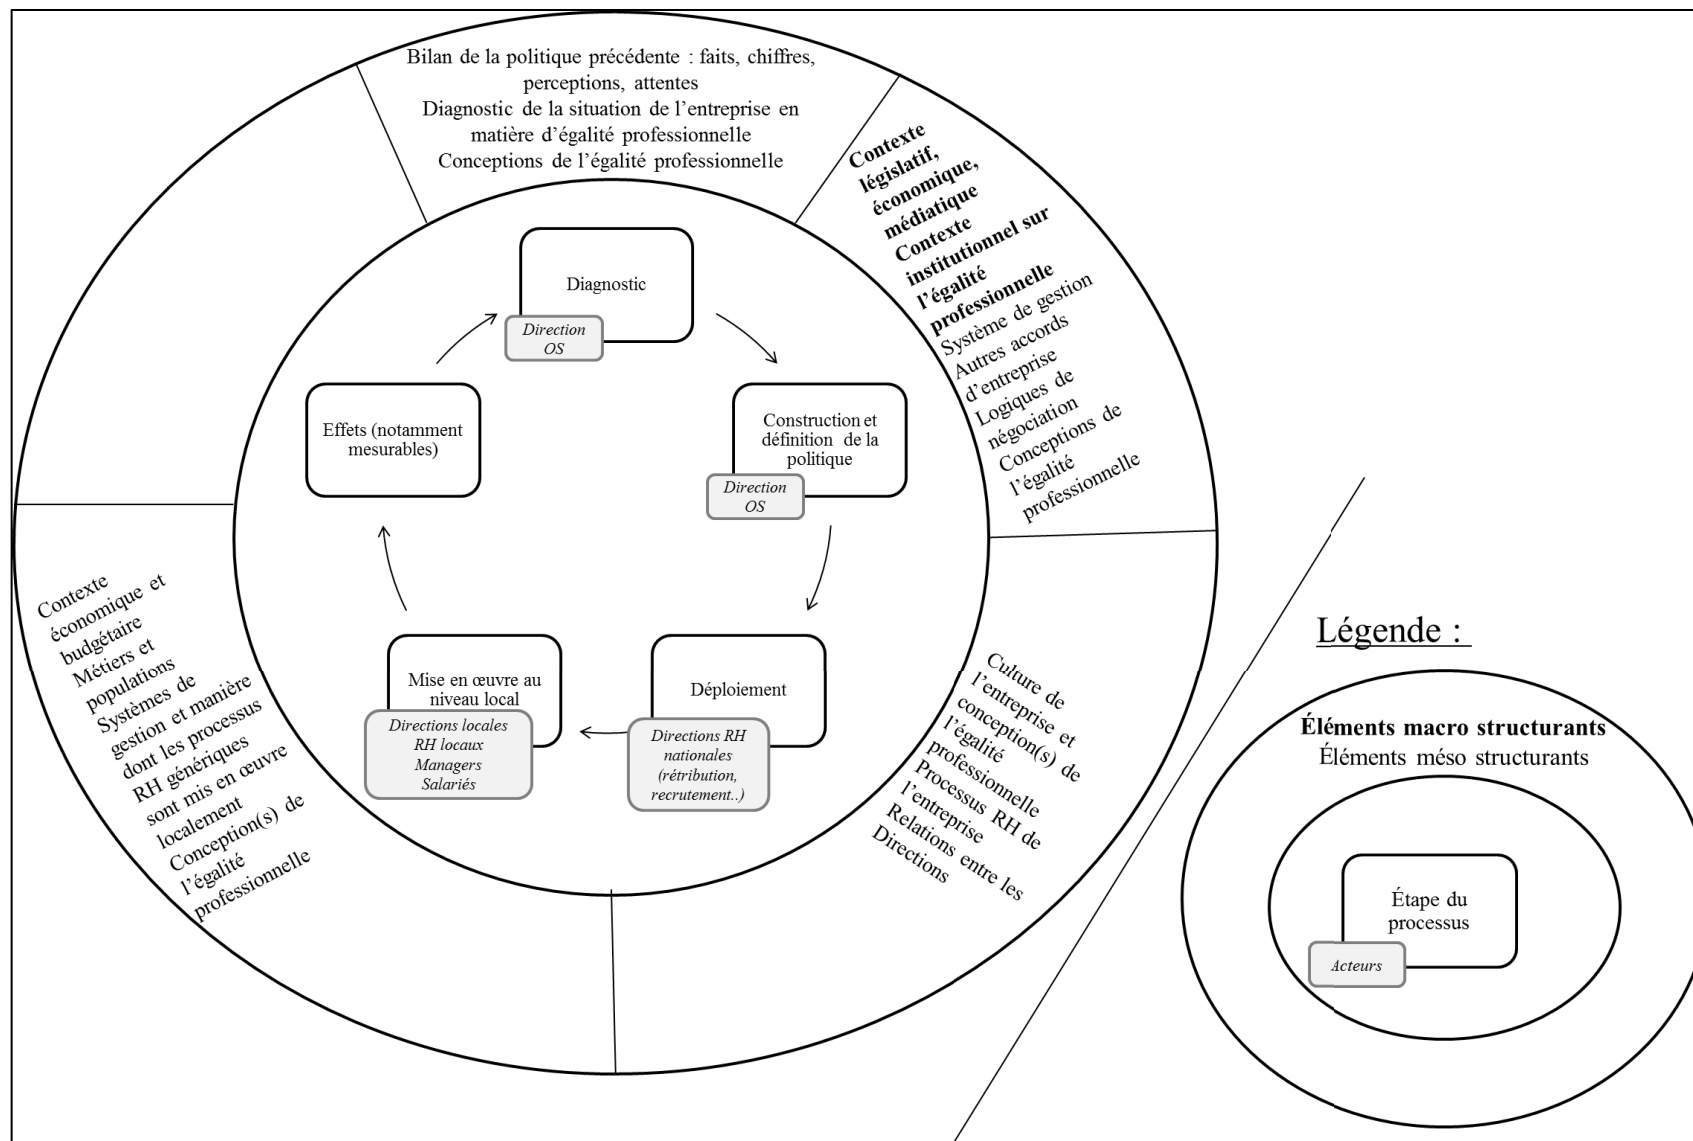 Bilan de la politique précédente : faits, chiffres,
perceptions, attentes
Diagnostic de la situation de l’entreprise en
matière d’égalité professionnelle
Conceptions de l’égalité professionnelle
Contexte
législatif,
économique,
médiatique
Contexte
institutionnel sur
l’égalité
professionnelle
Système de gestion
Autres accords
d’entreprise
Logiques de
négociation
Conceptions de
l’égalité
professionnelle
Diagnostic
Direction
OS
Construction et
définition de la
politique
Direction
OS
Effets (notamment
mesurables)
Mise en œuvre au
niveau local
Directions locales
RH locaux
Managers
Salariés
Déploiement
Directions RH
nationales
(rétribution,
recrutement..)
Contexte
économique et
budgétaire
Métiers et
populations
Systèmes de
gestion et manière
dont les processus
RH génériques
sont mis en œuvre
localement
Conception(s) de
l’égalité
professionnelle
Culture de
l’entreprise et
conception(s) de
l’égalité
professionnelle
Processus RH de
l’entreprise
Relations entre les
Directions
Légende :
Éléments macro structurants
Éléments méso structurants
Étape du
processus
Acteurs